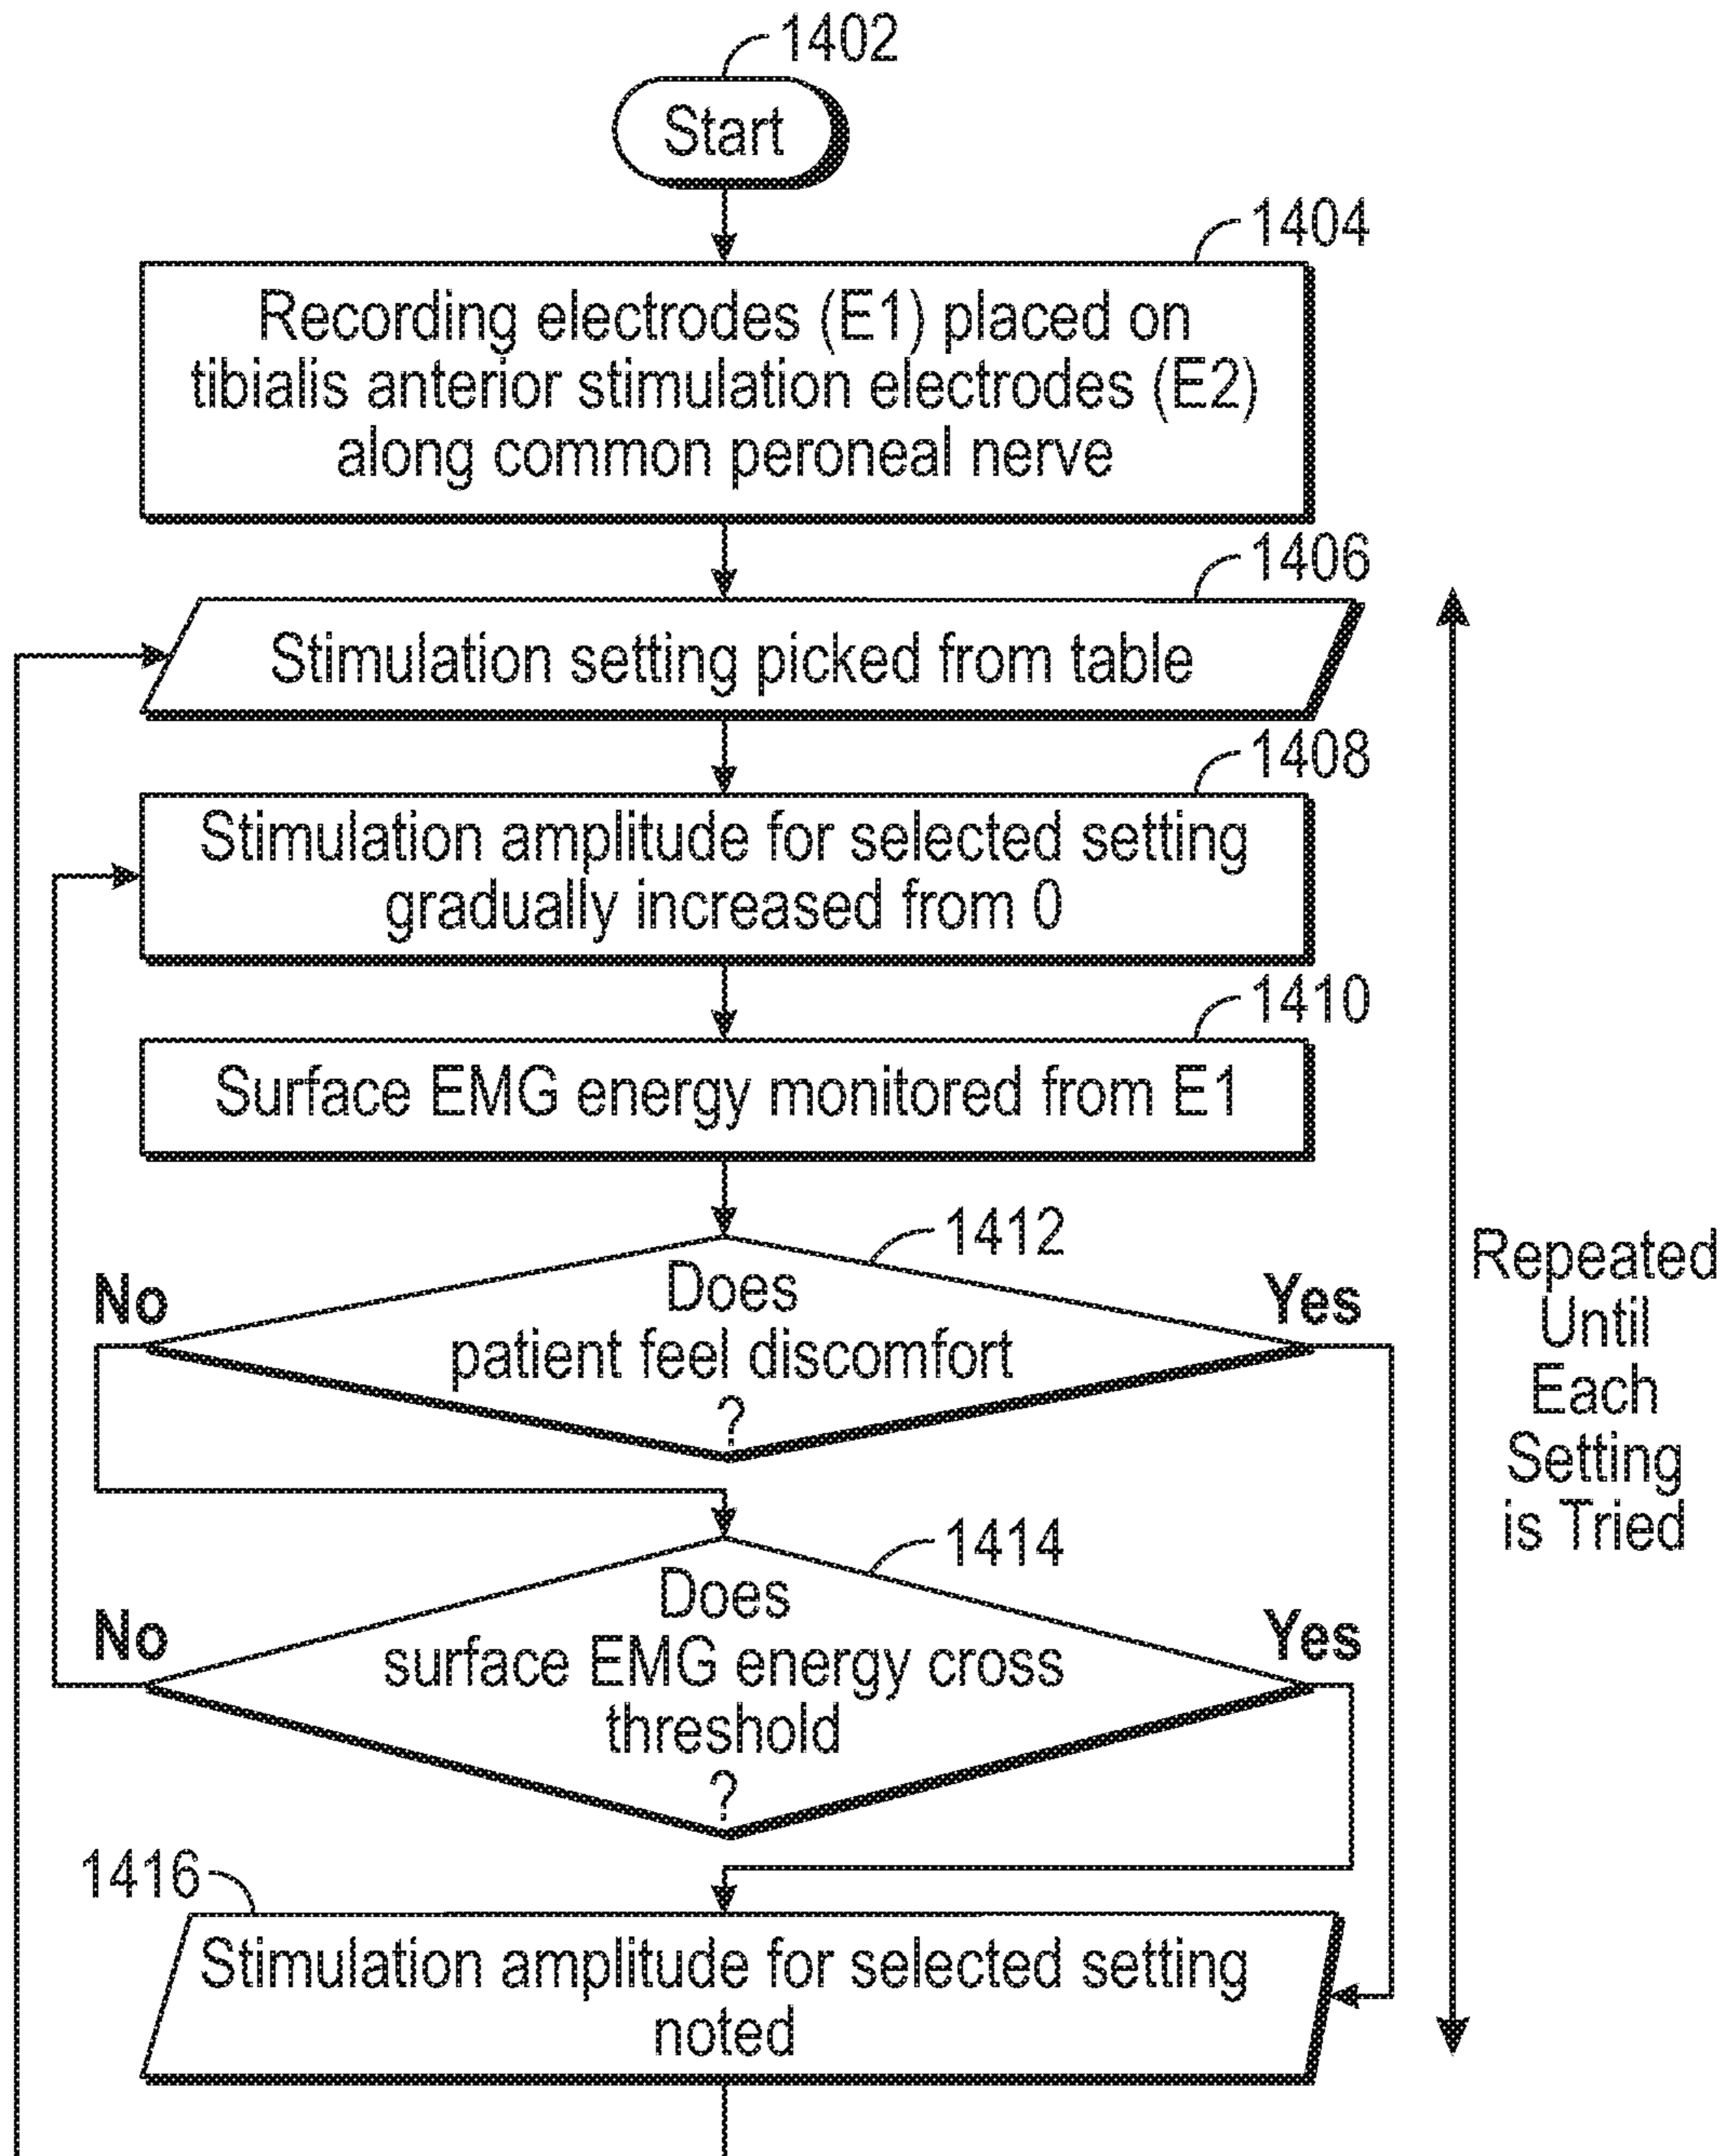 1402
Start
1404
Recording electrodes (E1) placed on
tibialis anterior stimulation electrodes (E2)
along common peroneal nerve
1406
Stimulation setting picked from table
1408
Stimulation amplitude for selected setting
gradually increased from 0
1410
Surface EMG energy monitored from E1
1412
No
Does
Yes
patient feel discomfort
?
1414
No
Does
Yes
surface EMG energy cross
threshold
?
1416
Stimulation amplitude for selected setting
noted
Repeated
Until
Each
Setting
is Tried